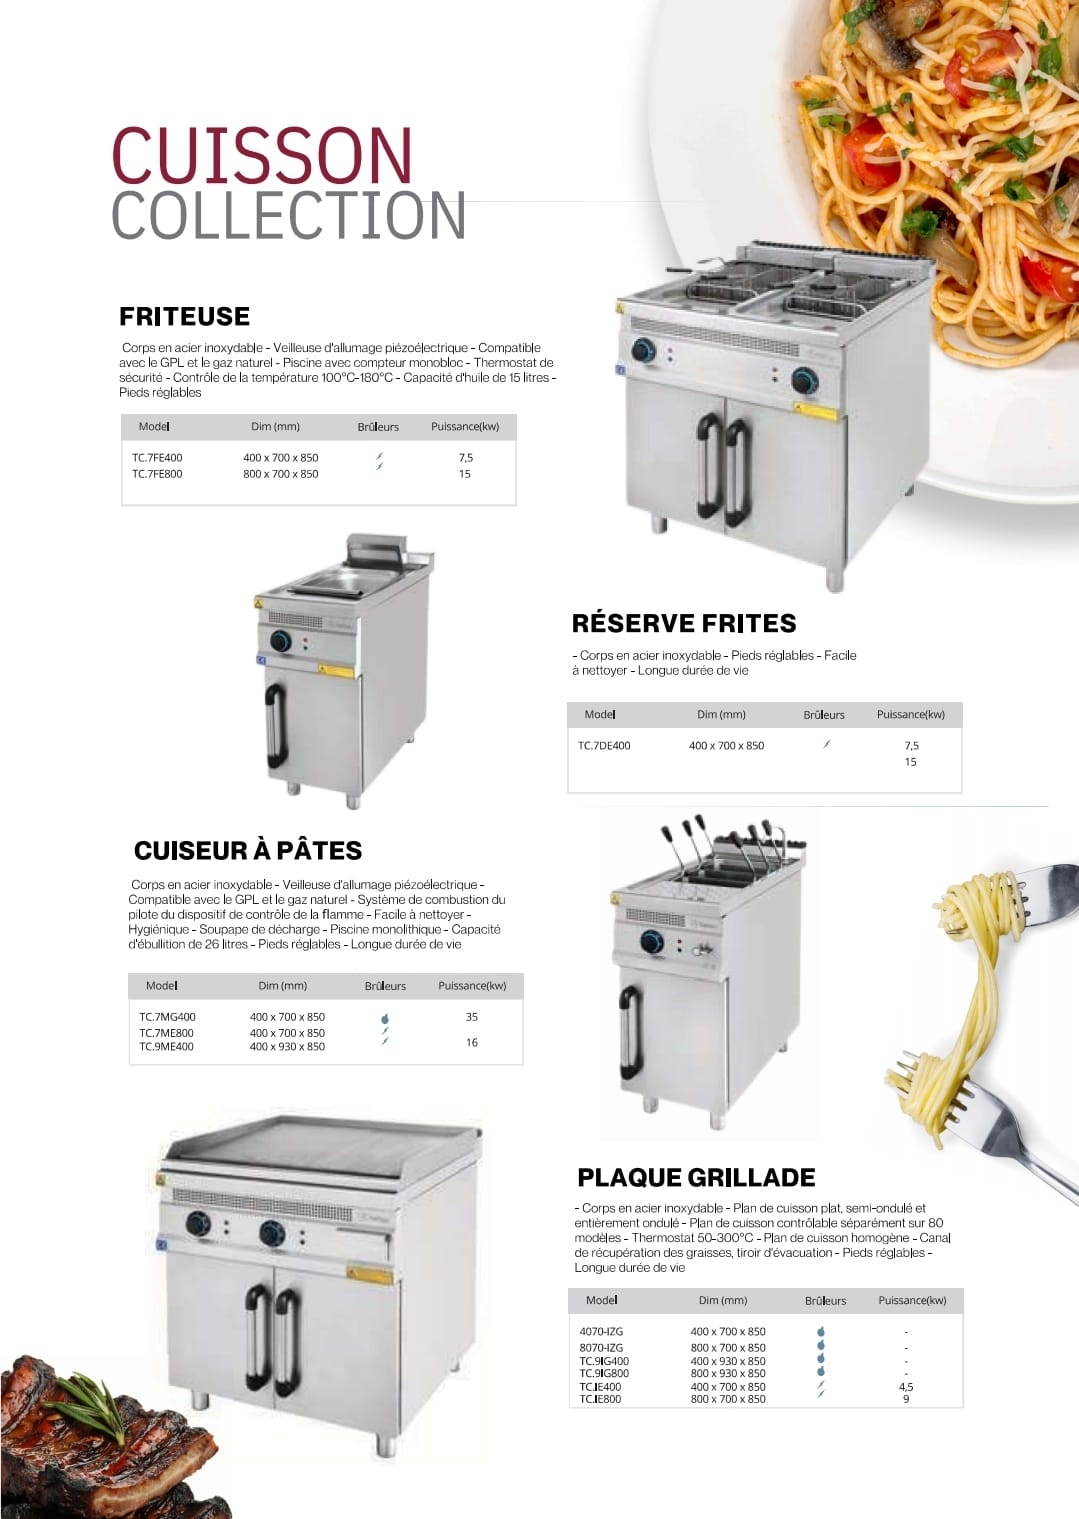 CUISSON
COLLECTION
FRITEUSE
Corps en acier inoxydable - Veilleuse d'allumage piézoélectrique - Compatible
avec le GPL et le gaz naturel - Piscine avec compteur monobloc - Thermostat de
sécurité - Contrôle de la température 100°C-180°C - Capacité d'huile de 15 litres -
Pieds réglables
Model Dim (mm) Brûleurs Puissance(kw)
TC.7FE400 400 x 700 x 850 7,5
TC.7FE800 800 x 700 x 850 15
RÉSERVE FRITES
- Corps en acier inoxydable - Pieds réglables - Facile
à nettoyer - Longue durée de vie
Model Dim (mm) Brûleurs Puissance(kw)
TC.7DE400 400 x 700 x 850 7,5
15
CUISEUR À PÂTES
Corps en acier inoxydable - Veilleuse d'allumage piézoélectrique -
Compatible avec le GPL et le gaz naturel - Système de combustion du
pilote du dispositif de contrôle de la flamme - Facile à nettoyer -
Hygiénique - Soupape de décharge - Piscine monolithique - Capacité
d'ébullition de 26 litres - Pieds réglables - Longue durée de vie
Model Dim (mm) Brûleurs Puissance(kw)
TC.7MG400 400 x 700 x 850 35
TC.7ME800 400 x 700 x 850
TC.9ME400 400 x 930 x 850 16
PLAQUE GRILLADE
- Corps en acier inoxydable - Plan de cuisson plat, semi-ondulé et
entièrement ondulé - Plan de cuisson contrôlable séparément sur 80
modèles - Thermostat 50-300°C - Plan de cuisson homogène - Canal
de récupération des graisses, tiroir d'évacuation - Pieds réglables -
Longue durée de vie
Model Dim (mm) Brûleurs Puissance(kw)
4070-IZG 400 x 700 x 850 -
8070-IZG 800 x 700 x 850 -
TC.9IG400 400 x 930 x 850 -
TC.9IG800 800 x 930 x 850 -
TC.IE400 400 x 700 x 850 4,5
TC.IE800 800 x 700 x 850 9